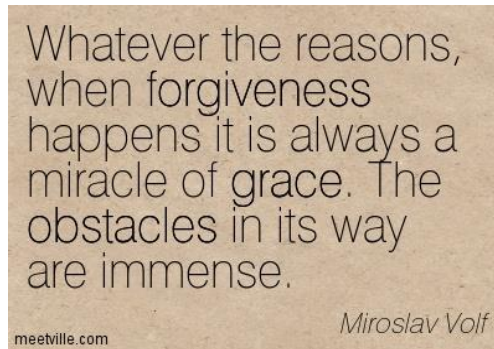 Whatever the reasons,
when forgiveness
happens it is always a
miracle of grace. The
obstacles in its way
are immense.
Miroslav Volf
meetville.com